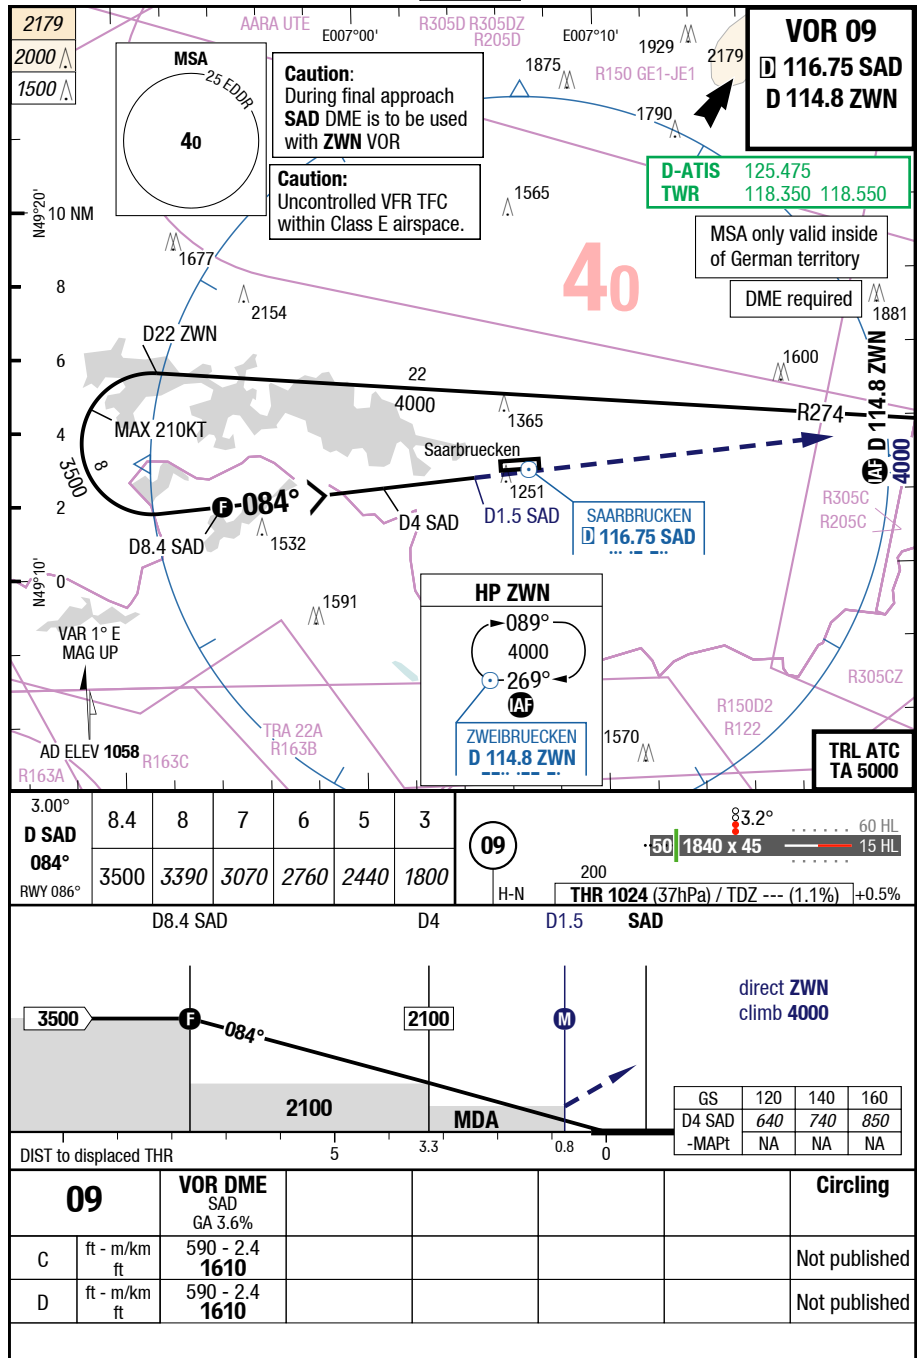 2179
2000
1500
MSA
25 EDDR
40
Caution:
During final approach
SAD DME is to be used
with ZWN VOR
Caution:
Uncontrolled VFR TFC
within Class E airspace.
AARA UTE
E007°00'
R305D R305DZ
R205D
E007°10'
1929
2179
1875
R150 GE1-JE1
1790
VOR 09
D 116.75 SAD
D 114.8 ZWN
D-ATIS 125.475
TWR 118.350 118.550
MSA only valid inside
of German territory
DME required
N49°20'
10 NM
8
6
4
2
0
N49°10'
1565
1677
2154
40
1881
D22 ZWN
22
4000
1600
1365
R274
IAF D 114.8 ZWN
4000
MAX 210KT
8
3500
Saarbruecken
1251
F 084°
D4 SAD
D1.5 SAD
D8.4 SAD
1532
SAARBRUCKEN
D 116.75 SAD
R305C
R205C
1591
HP ZWN
089°
4000
269°
IAF
ZWEIBRUECKEN
D 114.8 ZWN
VAR 1° E
MAG UP
AD ELEV 1058
R163A
R163C
TRA 22A
R163B
1570
R150D2
R122
R305CZ
TRL ATC
TA 5000
3.00°
D SAD 8.4 8 7 6 5 3
084°
3500 3390 3070 2760 2440 1800
RWY 086°
09
H-N
3.2°
60 HL
50 1840 x 45 15 HL
200
THR 1024 (37hPa) / TDZ --- (1.1%) +0.5%
D8.4 SAD D4 D1.5 SAD
3500 F 084° 2100 M
direct ZWN
climb 4000
2100
MDA
GS 120 140 160
D4 SAD 640 740 850
-MAPt NA NA NA
DIST to displaced THR 5 3.3 0.8 0
09 VOR DME Circling
SAD
GA 3.6%
C ft - m/km 590 - 2.4 Not published
ft 1610
D ft - m/km 590 - 2.4 Not published
ft 1610